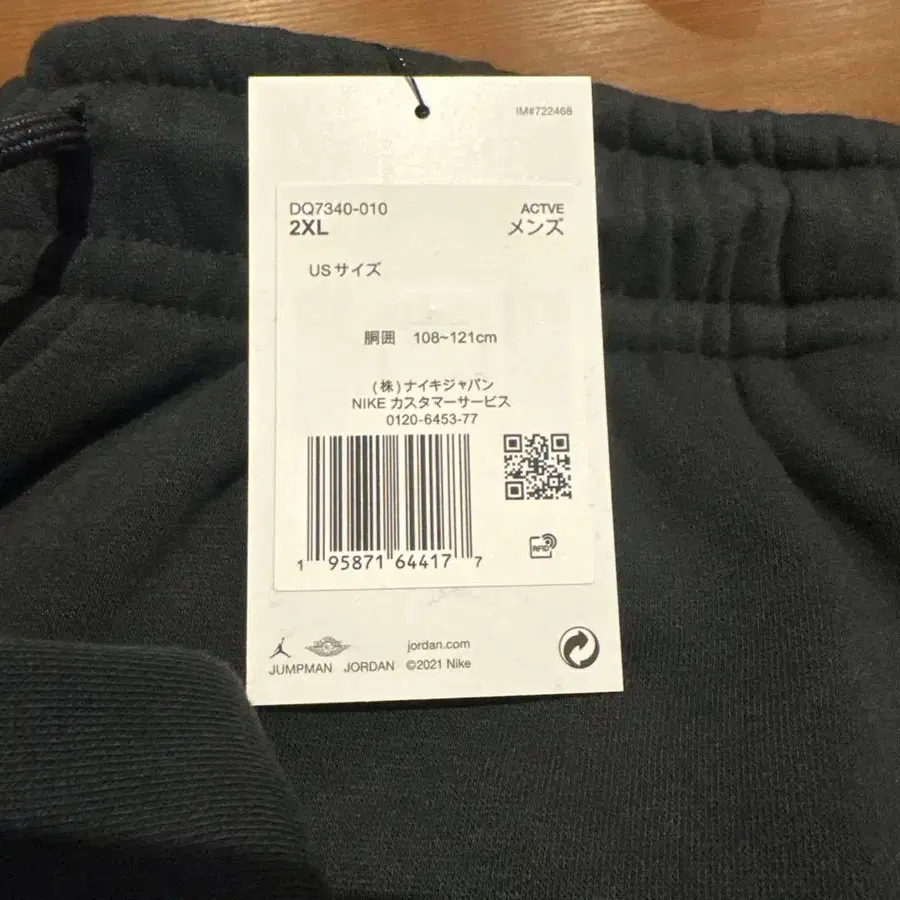 IM#722468
DQ7340-010 ACTVE
2XL メンズ
USサイズ
胴囲 108~121cm
(株)ナイキジャパン
NIKE カスタマーサービス
0120-6453-77
RFID
1 95871 64417 7
jordan.com
JUMPMAN JORDAN ©2021 Nike